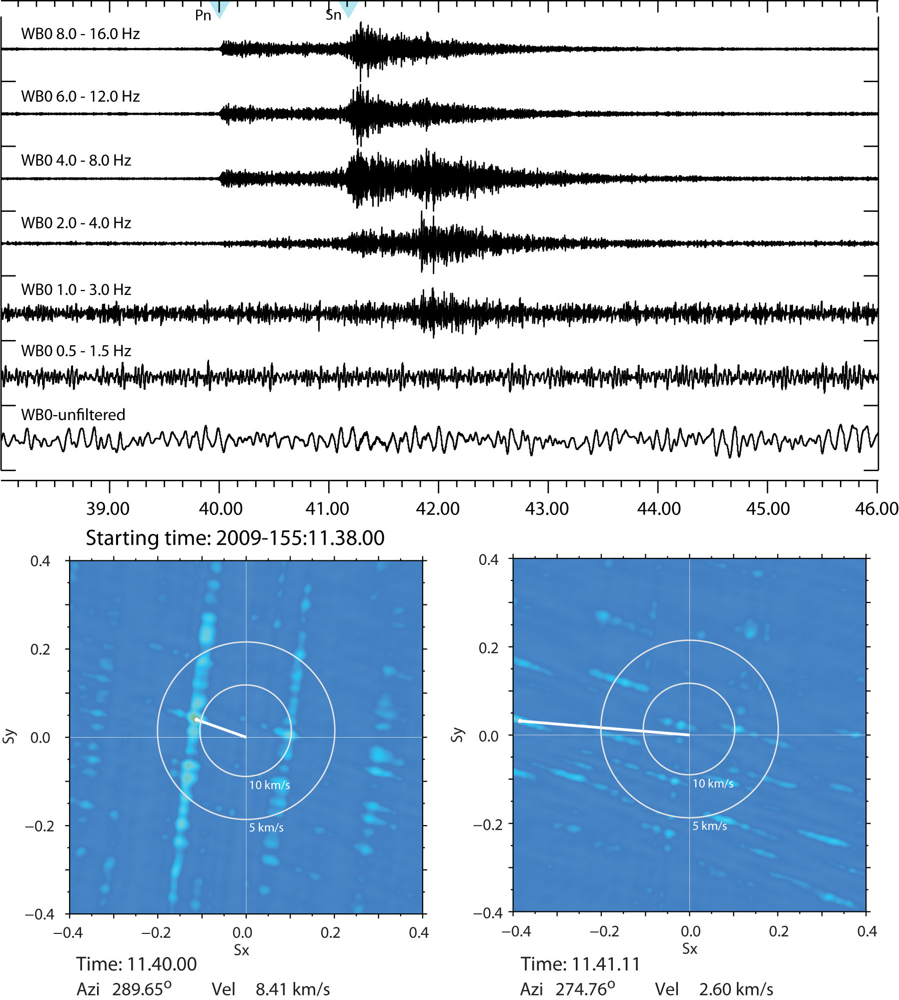 Pn Sn
WB0 8.0 - 16.0 Hz
WB0 6.0 - 12.0 Hz
WB0 4.0 - 8.0 Hz
WB0 2.0 - 4.0 Hz
WB0 1.0 - 3.0 Hz
WB0 0.5 - 1.5 Hz
WB0-unfiltered
39.00 40.00 41.00 42.00 43.00 44.00 45.00 46.00
Starting time: 2009-155:11.38.00
0.4
0.2
0.0
−0.2
−0.4
Sy
10 km/s
5 km/s
−0.4 −0.2 0.0 0.2 0.4
Sx
Time: 11.40.00
Azi 289.65° Vel 8.41 km/s
0.4
0.2
0.0
−0.2
−0.4
Sy
10 km/s
5 km/s
−0.4 −0.2 0.0 0.2 0.4
Sx
Time: 11.41.11
Azi 274.76° Vel 2.60 km/s